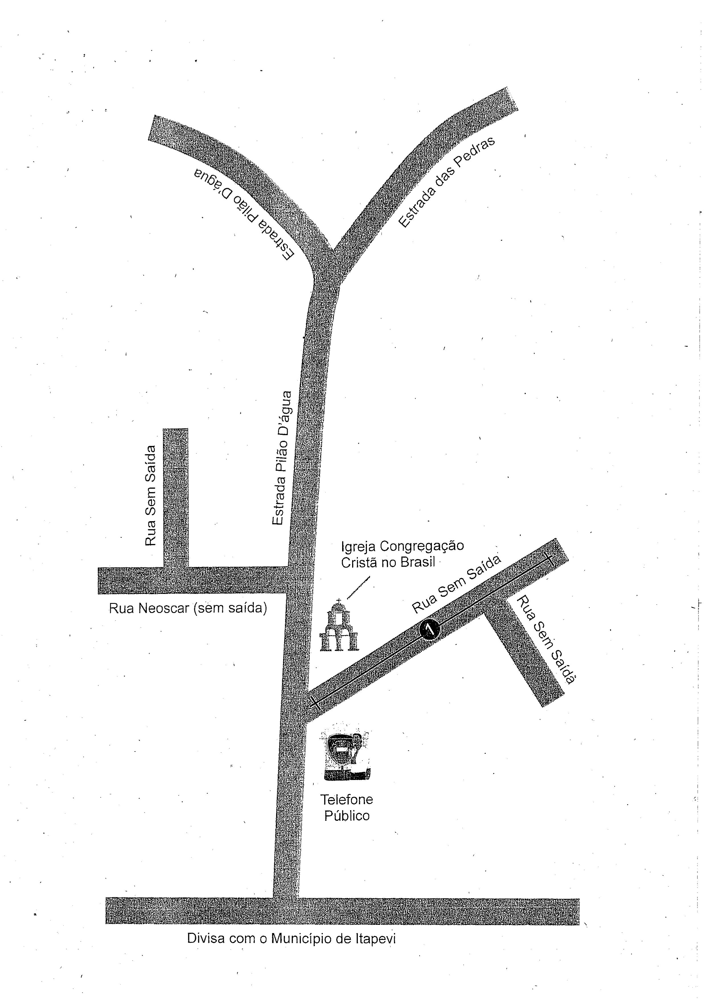 Estrada das Pedras
Estrada Pilão D'água
Estrada Pilão D'água
Rua Sem Saída
Igreja Congregação
Cristã no Brasil
Rua Sem Saída
Rua Sem Saída
Rua Neoscar (sem saída)
1
Telefone
Público
Divisa com o Município de Itapevi